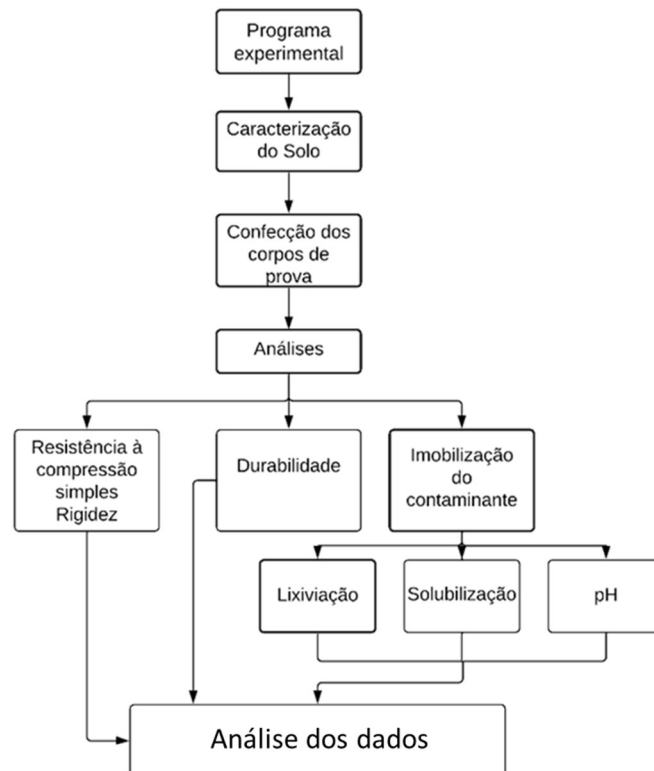 Programa
experimental
Caracterização
do Solo
Confecção dos
corpos de
prova
Análises
Resistência à
compressão
simples
Rigidez
Durabilidade
Imobilização
do
contaminante
Lixiviação
Solubilização
pH
Análise dos dados